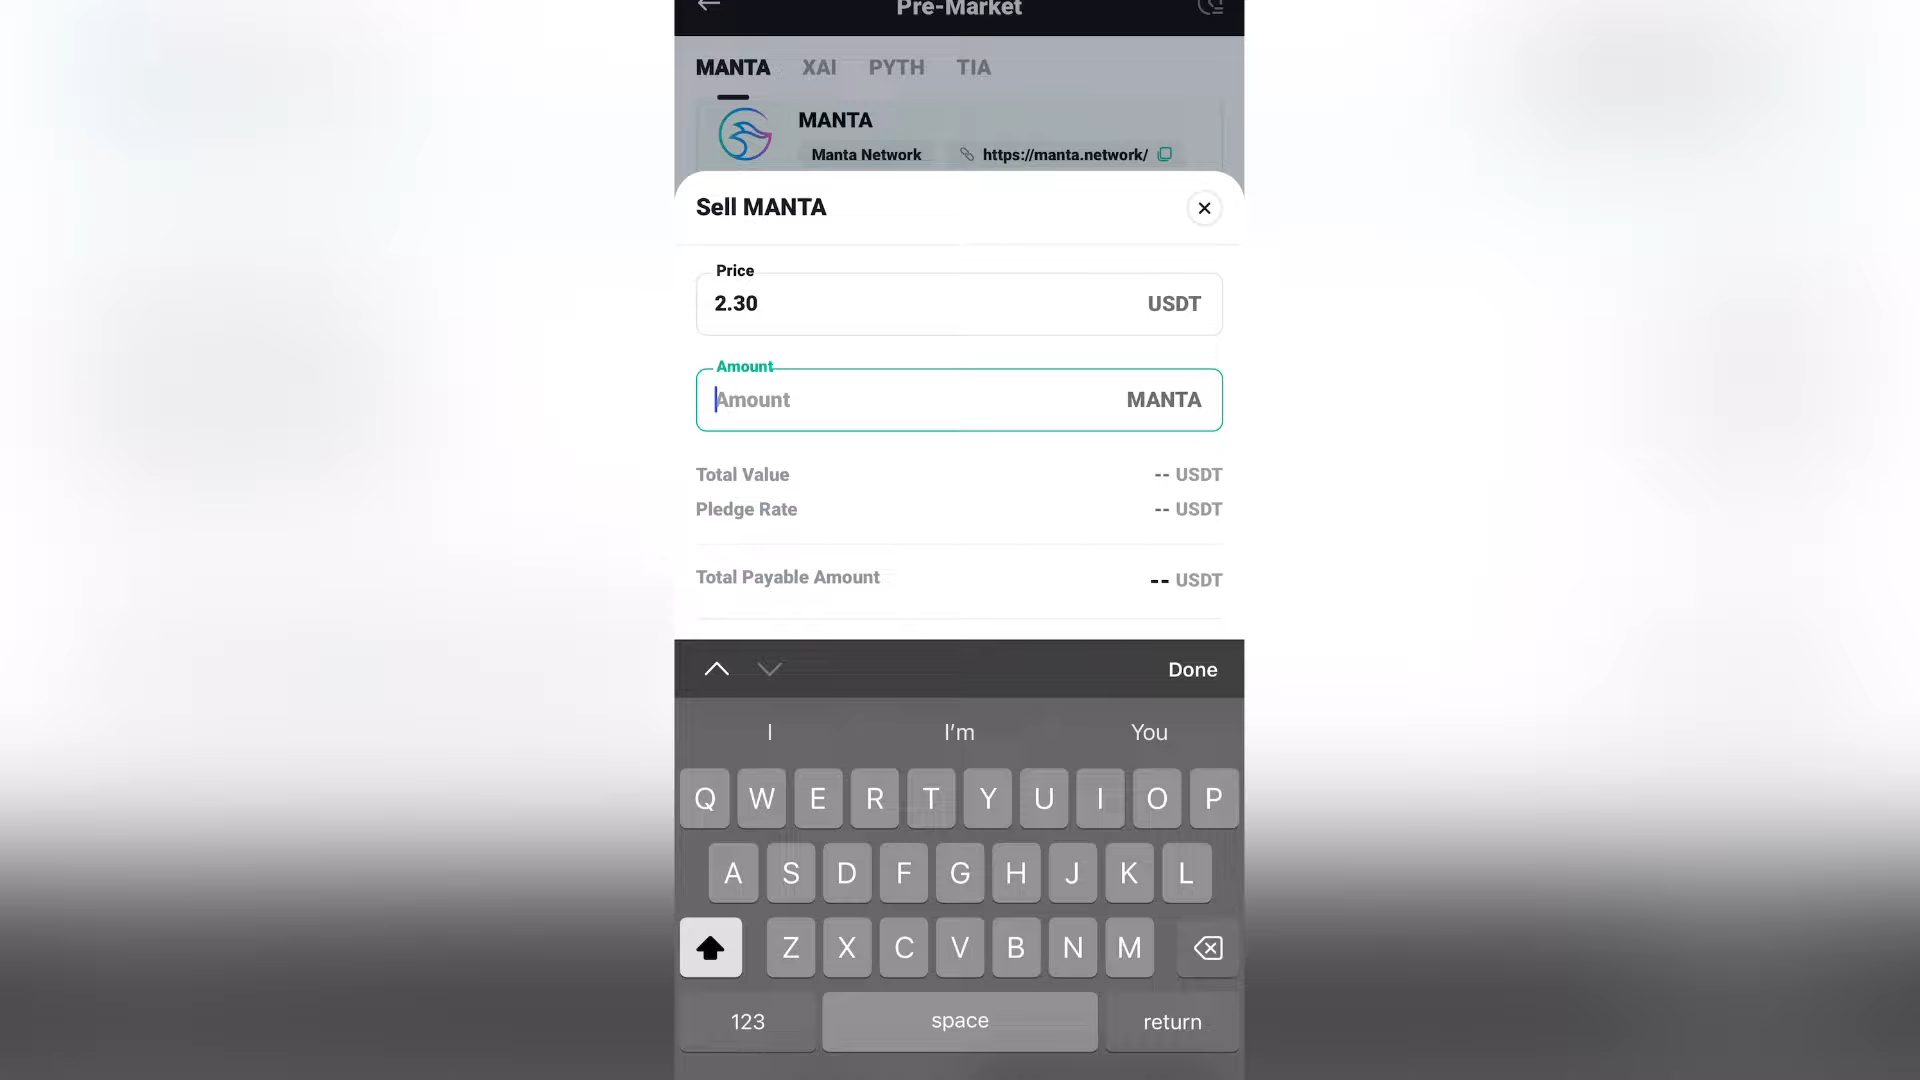 Pre-Market
MANTA XAI PYTH TIA
MANTA
Manta Network https://manta.network/
Sell MANTA
Price
2.30 USDT
Amount
Amount MANTA
Total Value -- USDT
Pledge Rate -- USDT
Total Payable Amount -- USDT
Done
I I’m You
Q W E R T Y U I O P
A S D F G H J K L
Z X C V B N M
123 space return